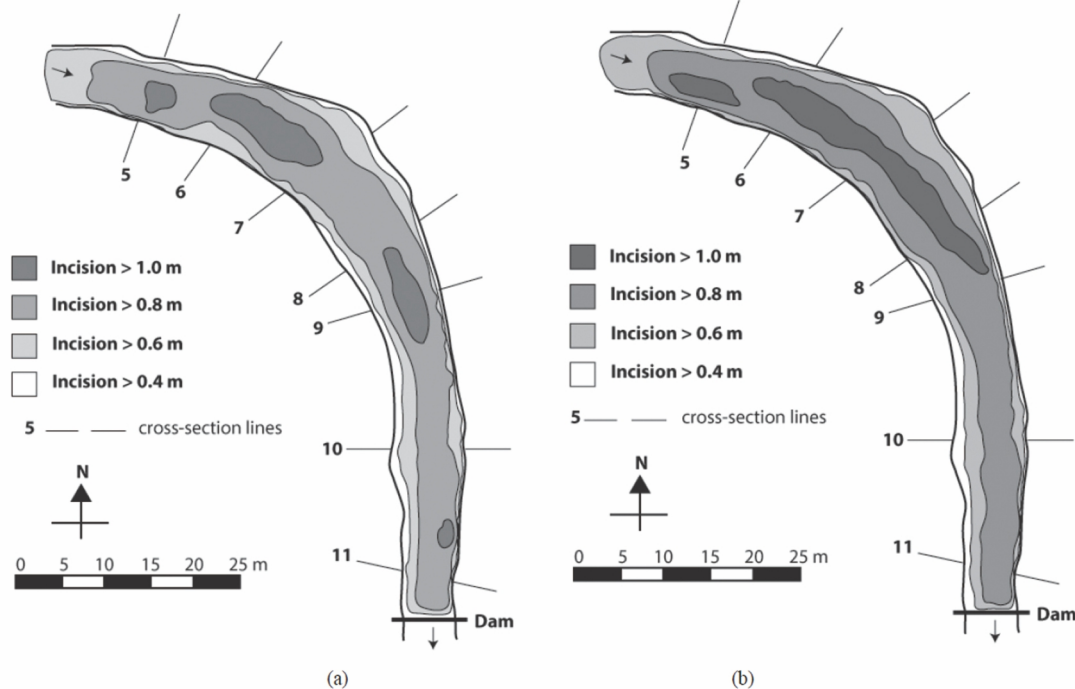 5
6
7
8
9
10
11
Incision > 1.0 m
Incision > 0.8 m
Incision > 0.6 m
Incision > 0.4 m
5 cross-section lines
N
0 5 10 15 20 25 m
Dam
(a)
5
6
7
8
9
10
11
Incision > 1.0 m
Incision > 0.8 m
Incision > 0.6 m
Incision > 0.4 m
5 cross-section lines
N
0 5 10 15 20 25 m
Dam
(b)